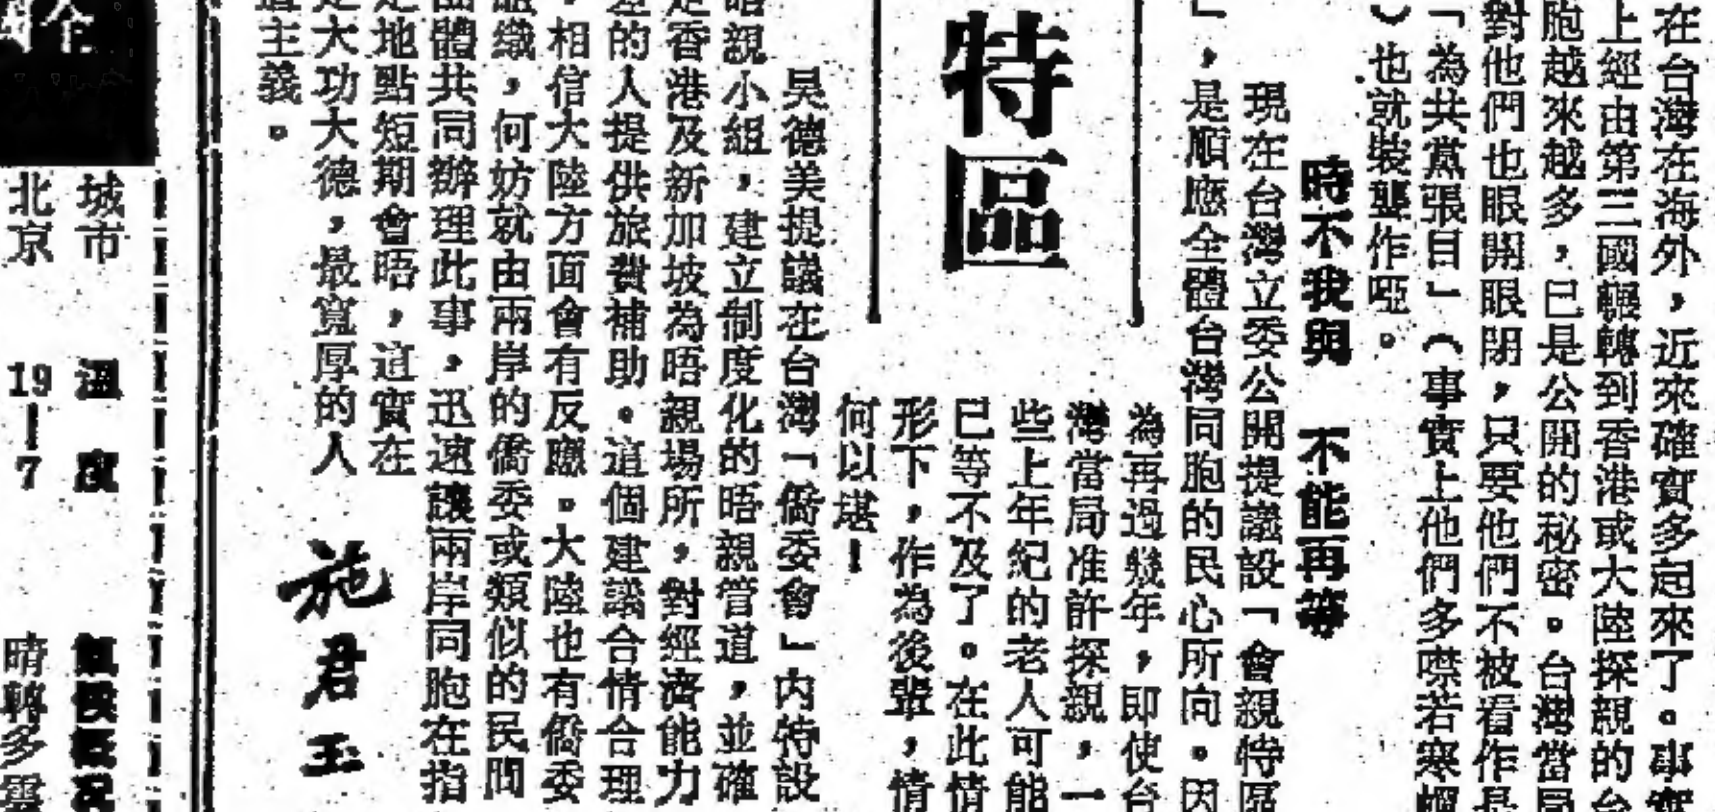 在台灣在海外，近來確實多起來了。事實
上經由第三國輾轉到香港或大陸探親的台
胞越來越多，已是公開的秘密。台灣當局
對他們也眼開眼閉，只要他們不被看作是
「為共黨張目」（事實上他們多噤若寒蟬
）也就裝聾作啞。
時不我與　不能再等
現在台灣立委公開提議設「會親特區
」，是順應全體台灣同胞的民心所向。因
特區
為再過幾年，即使台
灣當局准許探親，一
些上年紀的老人可能
已等不及了。在此情
形下，作為後輩，情
何以堪！
吳德美提議在台灣「僑委會」內特設
晤親小組，建立制度化的晤親管道，並確
定香港及新加坡為晤親場所，對經濟能力
差的人提供旅費補助。這個建議合情合理
，相信大陸方面會有反應。大陸也有僑委
組織，何妨就由兩岸的僑委或類似的民間
團體共同辦理此事，迅速讓兩岸同胞在指
定地點短期會晤，這實在
是大功大德，最寬厚的人
道主義。
施君玉
城市　溫度　氣候概況
北京　19—7　晴轉多雲